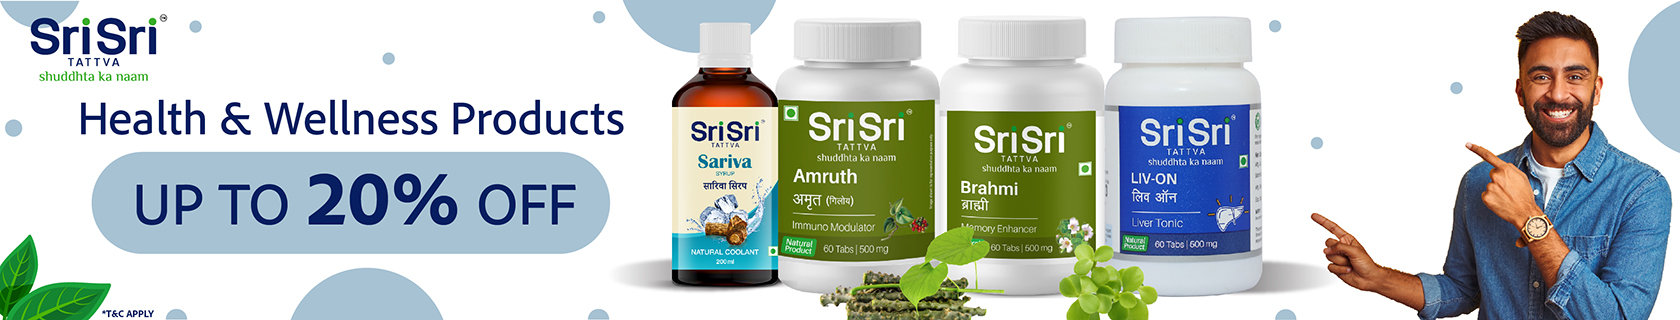 SriSri
TATTVA
shuddhta ka naam
Health & Wellness Products
UP TO 20% OFF
*T&C APPLY
SriSri
TATTVA
Sariva
SYRUP
सारिवा सिरप
NATURAL COOLANT
200ml
SriSri
TATTVA
shuddhta ka naam
Amruth
अमृत (गिलोय)
Immuno Modulator
Natural
Product
60 Tabs | 500 mg
SriSri
TATTVA
shuddhta ka naam
Brahmi
ब्राह्मी
Memory Enhancer
60 Tabs | 500 mg
SriSri
TATTVA
shuddhta ka naam
LIV-ON
लिव ऑन
Liver Tonic
Natural
Product
60 Tabs | 500 mg